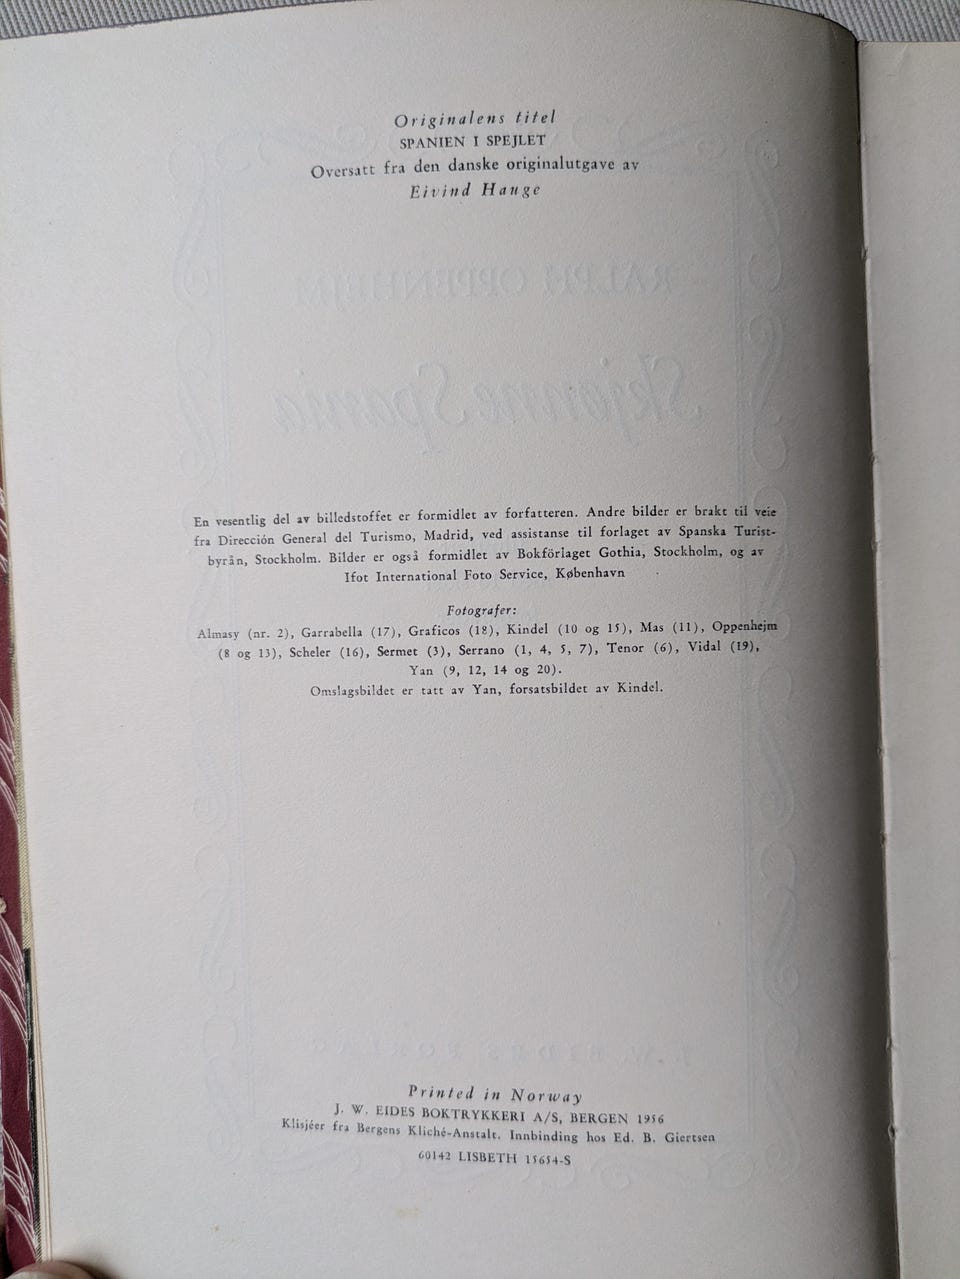 Originalens titel
SPANIEN I SPEJLET
Oversatt fra den danske originalutgave av
Eivind Hauge
RALPH OPPENHEJM
Skjønne Spania
En vesentlig del av billedstoffet er formidlet av forfatteren. Andre bilder er brakt til veie
fra Dirección General del Turismo, Madrid, ved assistanse til forlaget av Spanska Turist-
byrån, Stockholm. Bilder er også formidlet av Bokförlaget Gothia, Stockholm, og av
Ifot International Foto Service, København
Fotografer:
Almasy (nr. 2), Garrabella (17), Graficos (18), Kindel (10 og 15), Mas (11), Oppenhejm
(8 og 13), Scheler (16), Sermet (3), Serrano (1, 4, 5, 7), Tenor (6), Vidal (19),
Yan (9, 12, 14 og 20).
Omslagsbildet er tatt av Yan, forsatsbildet av Kindel.
J. W. EIDES FORLAG
Printed in Norway
J. W. EIDES BOKTRYKKERI A/S, BERGEN 1956
Klisjéer fra Bergens Kliché-Anstalt. Innbinding hos Ed. B. Giertsen
60142 LISBETH 15654-S